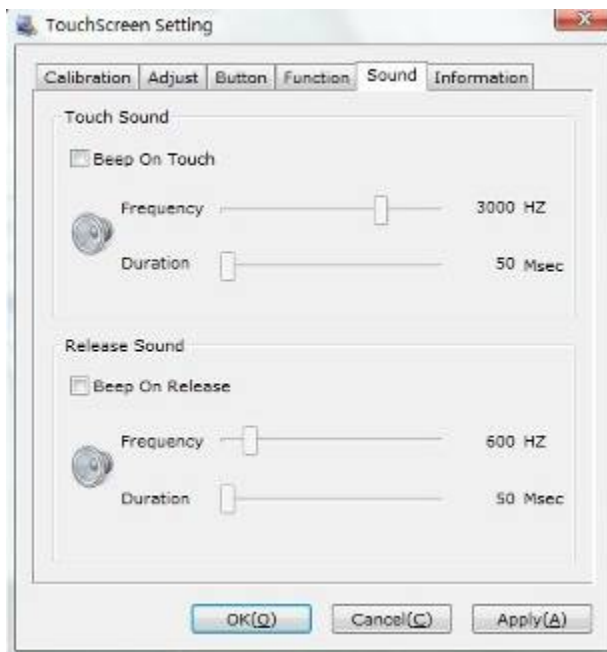 TouchScreen Setting
Calibration Adjust Button Function Sound Information
Touch Sound
Beep On Touch
Frequency 3000 HZ
Duration 50 Msec
Release Sound
Beep On Release
Frequency 600 HZ
Duration 50 Msec
OK(O) Cancel(C) Apply(A)